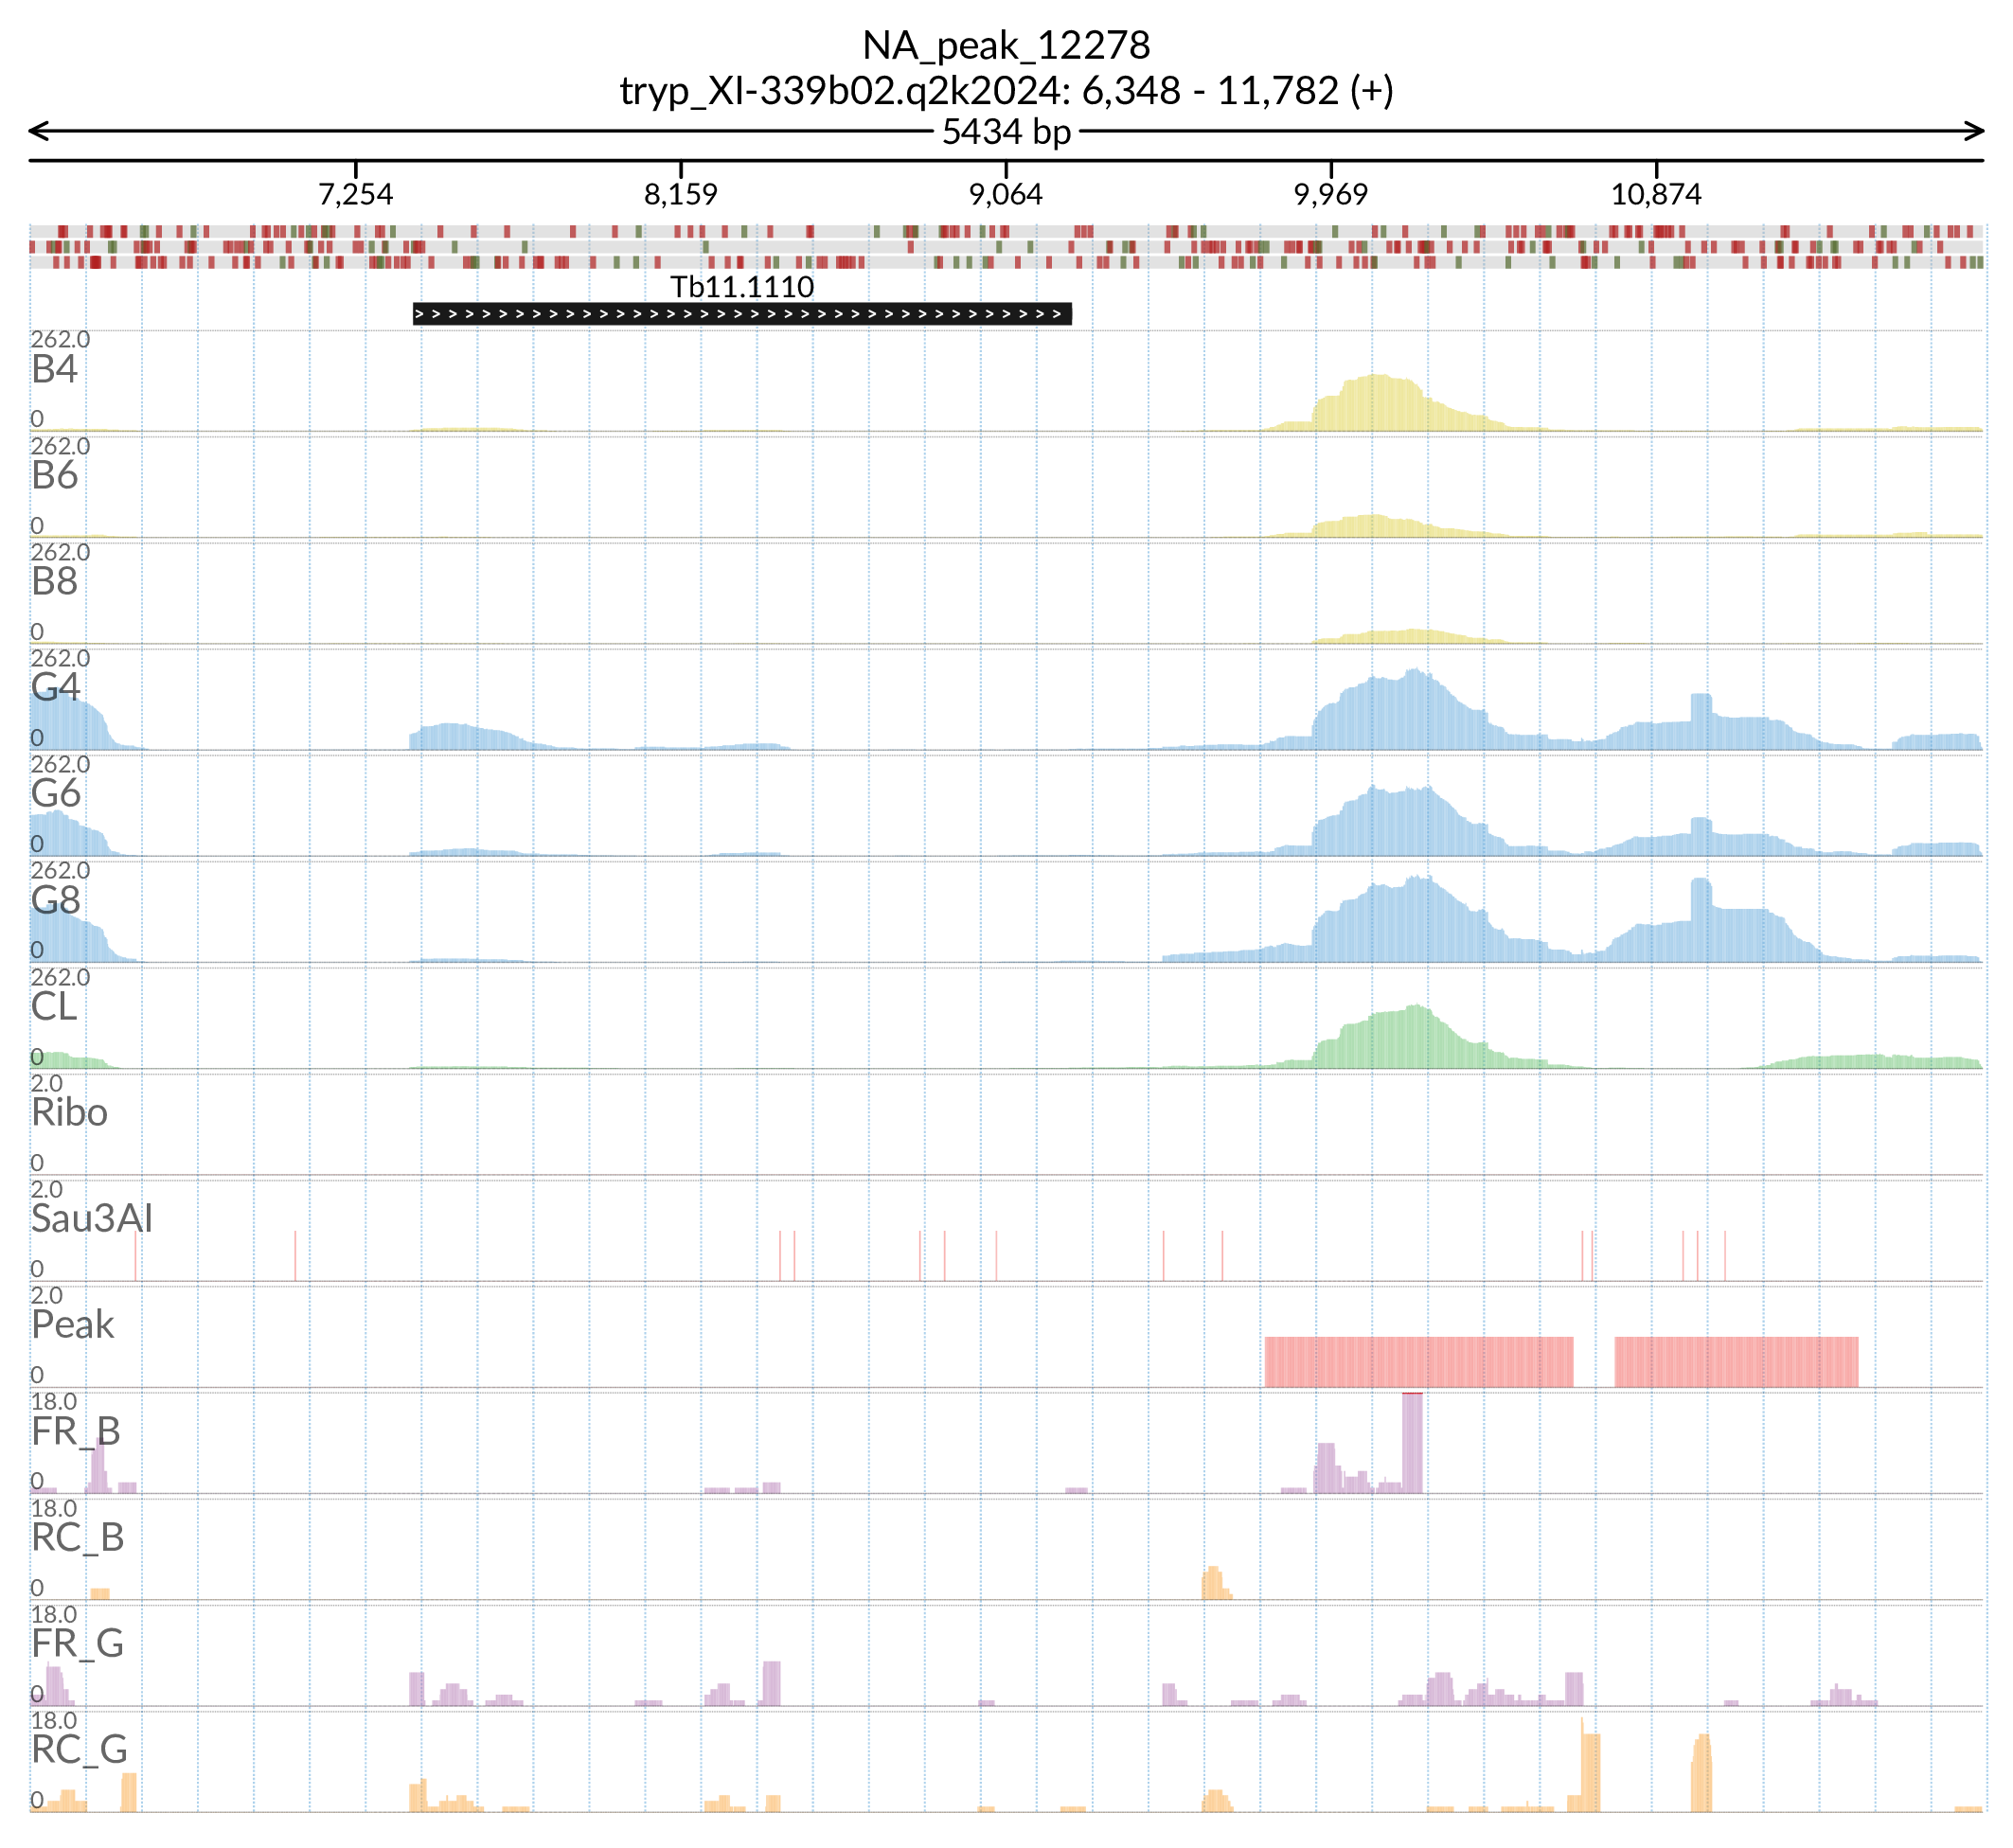 NA_peak_12278
tryp_XI-339b02.q2k2024: 6,348 - 11,782 (+)
5434 bp
7,254 8,159 9,064 9,969 10,874
Tb11.1110
262.0
B4
0
262.0
B6
0
262.0
B8
0
262.0
G4
0
262.0
G6
0
262.0
G8
0
262.0
CL
0
2.0
Ribo
0
2.0
Sau3AI
0
2.0
Peak
0
18.0
FR_B
0
18.0
RC_B
0
18.0
FR_G
0
18.0
RC_G
0